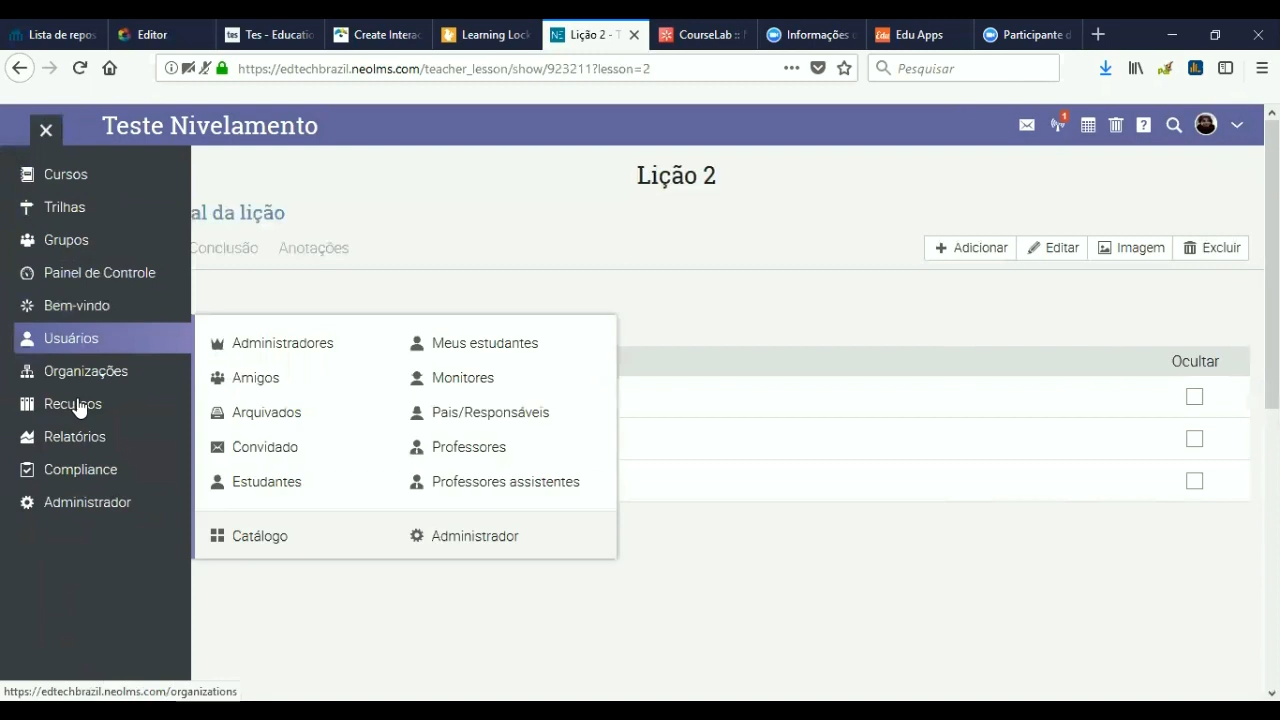 Lista de repos
Editor
Tes - Educatio
Create Interac
Learning Lock
Lição 2 - T
CourseLab ::
Informações
Edu Apps
Participante d
https://edtechbrazil.neolms.com/teacher_lesson/show/923211?lesson=2
Pesquisar
Teste Nivelamento
1
Cursos
Trilhas
Grupos
Painel de Controle
Bem-vindo
Usuários
Organizações
Recursos
Relatórios
Compliance
Administrador
Lição 2
al da lição
Conclusão Anotações
Adicionar Editar Imagem Excluir
Administradores Meus estudantes
Amigos Monitores
Arquivados Pais/Responsáveis
Convidado Professores
Estudantes Professores assistentes
Catálogo Administrador
Ocultar
https://edtechbrazil.neolms.com/organizations